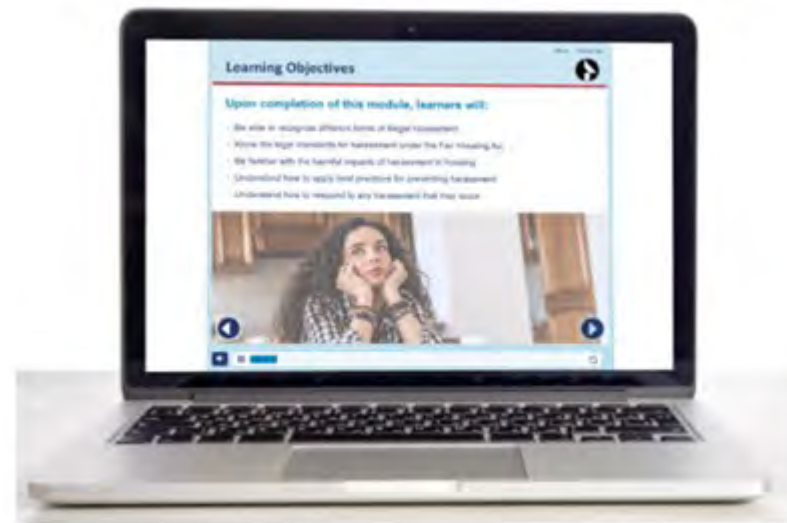 Learning Objectives
Upon completion of this module, learners will:
Be able to recognize different forms of illegal harassment
Know the legal standards for harassment under the Fair Housing Act
Be familiar with the harmful impacts of harassment in housing
Understand how to apply best practices for preventing harassment
Understand how to respond to any harassment that may occur